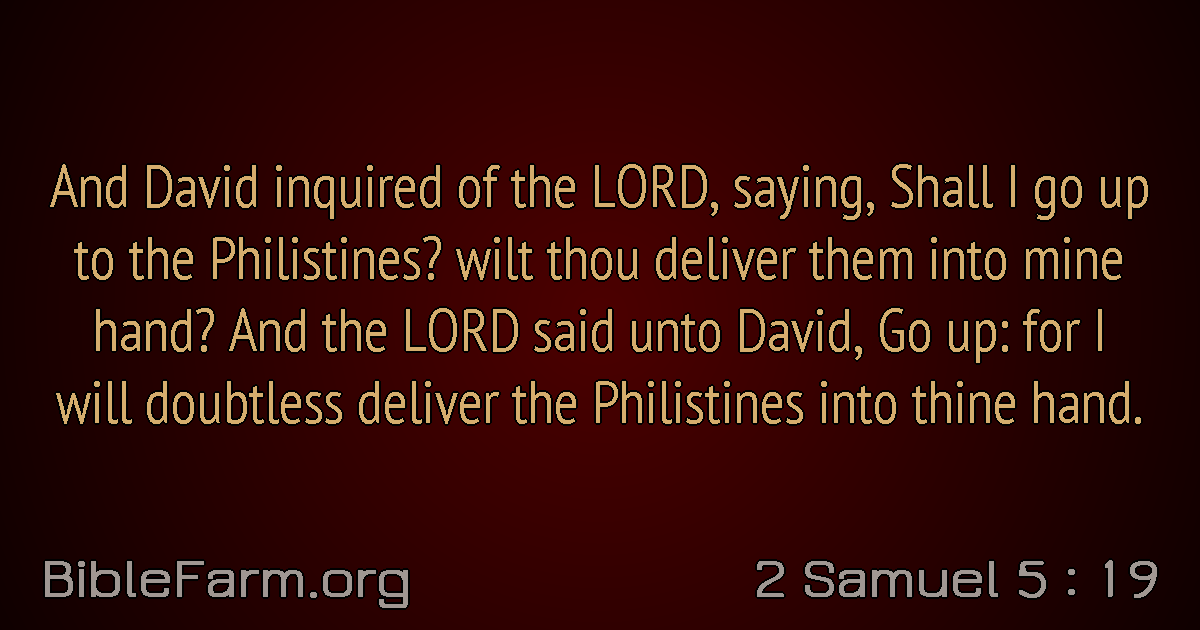 And David inquired of the LORD, saying, Shall I go up
to the Philistines? wilt thou deliver them into mine
hand? And the LORD said unto David, Go up: for I
will doubtless deliver the Philistines into thine hand.
BibleFarm.org
2 Samuel 5 : 19